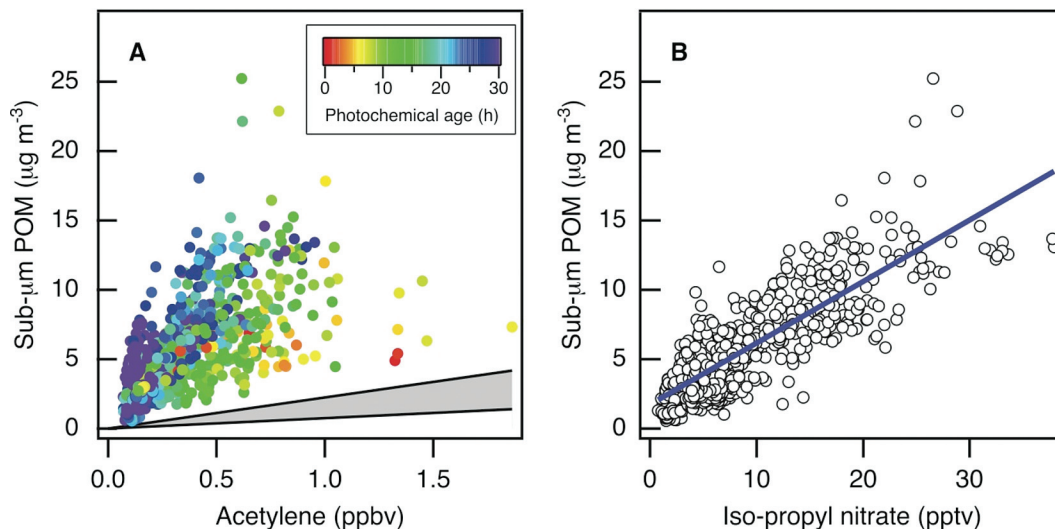 A
0 10 20 30
Photochemical age (h)
25
20
15
10
5
0
Sub-μm POM (μg m⁻³)
0.0 0.5 1.0 1.5
Acetylene (ppbv)
B
25
20
15
10
5
0
Sub-μm POM (μg m⁻³)
0 10 20 30
Iso-propyl nitrate (pptv)